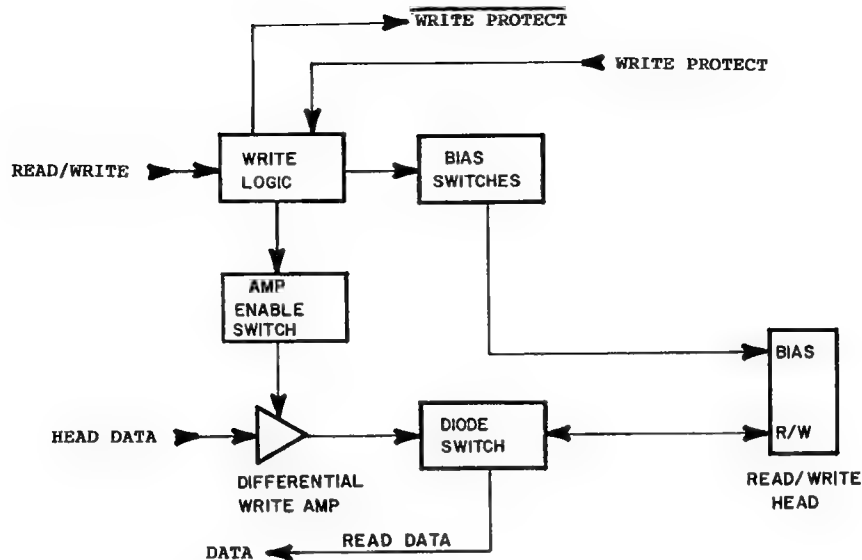 WRITE PROTECT
WRITE PROTECT
READ/WRITE
WRITE
LOGIC
BIAS
SWITCHES
AMP
ENABLE
SWITCH
BIAS
HEAD DATA
DIODE
SWITCH
R/W
DIFFERENTIAL
WRITE AMP
READ/WRITE
HEAD
READ DATA
DATA